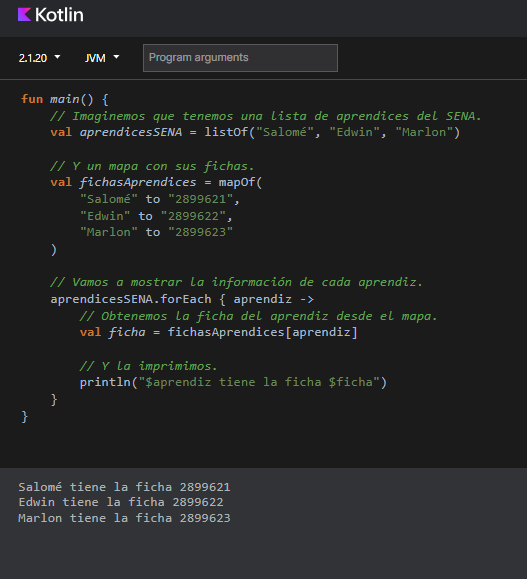 Kotlin
2.1.20 JVM Program arguments
fun main() {
// Imaginemos que tenemos una lista de aprendices del SENA.
val aprendicesSENA = listOf("Salomé", "Edwin", "Marlon")
// Y un mapa con sus fichas.
val fichasAprendices = mapOf(
"Salomé" to "2899621",
"Edwin" to "2899622",
"Marlon" to "2899623"
)
// Vamos a mostrar la información de cada aprendiz.
aprendicesSENA.forEach { aprendiz ->
// Obtenemos la ficha del aprendiz desde el mapa.
val ficha = fichasAprendices[aprendiz]
// Y la imprimimos.
println("$aprendiz tiene la ficha $ficha")
}
}
Salomé tiene la ficha 2899621
Edwin tiene la ficha 2899622
Marlon tiene la ficha 2899623